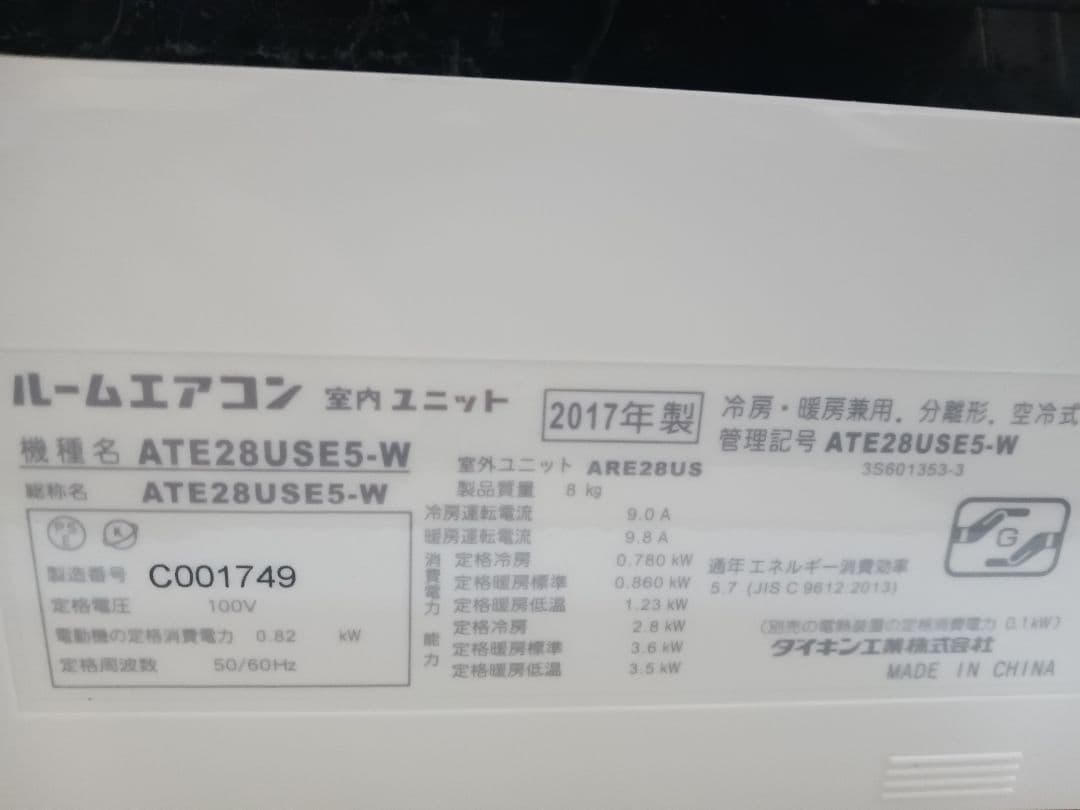 ルームエアコン 室内ユニット
2017年 製
冷房・暖房兼用. 分離形. 空冷式
機種名 ATE28USE5-W
管理記号 ATE28USE5-W
3S601353-3
総称名 ATE28USE5-W
室外ユニット ARE28US
製品質量 8 kg
PS E
K
製造番号 C001749
定格電圧 100V
電動機の定格消費電力 0.82 kW
定格周波数 50/60Hz
冷房運転電流 9.0 A
暖房運転電流 9.8 A
消費電力
定格冷房 0.780 kW
定格暖房標準 0.860 kW
定格暖房低温 1.23 kW
能力
定格冷房 2.8 kW
定格暖房標準 3.6 kW
定格暖房低温 3.5 kW
通年エネルギー消費効率
5.7 (JIS C 9612:2013)
G
(別売の電熱装置の定格消費電力 0.1kW)
ダイキン工業株式会社
MADE IN CHINA